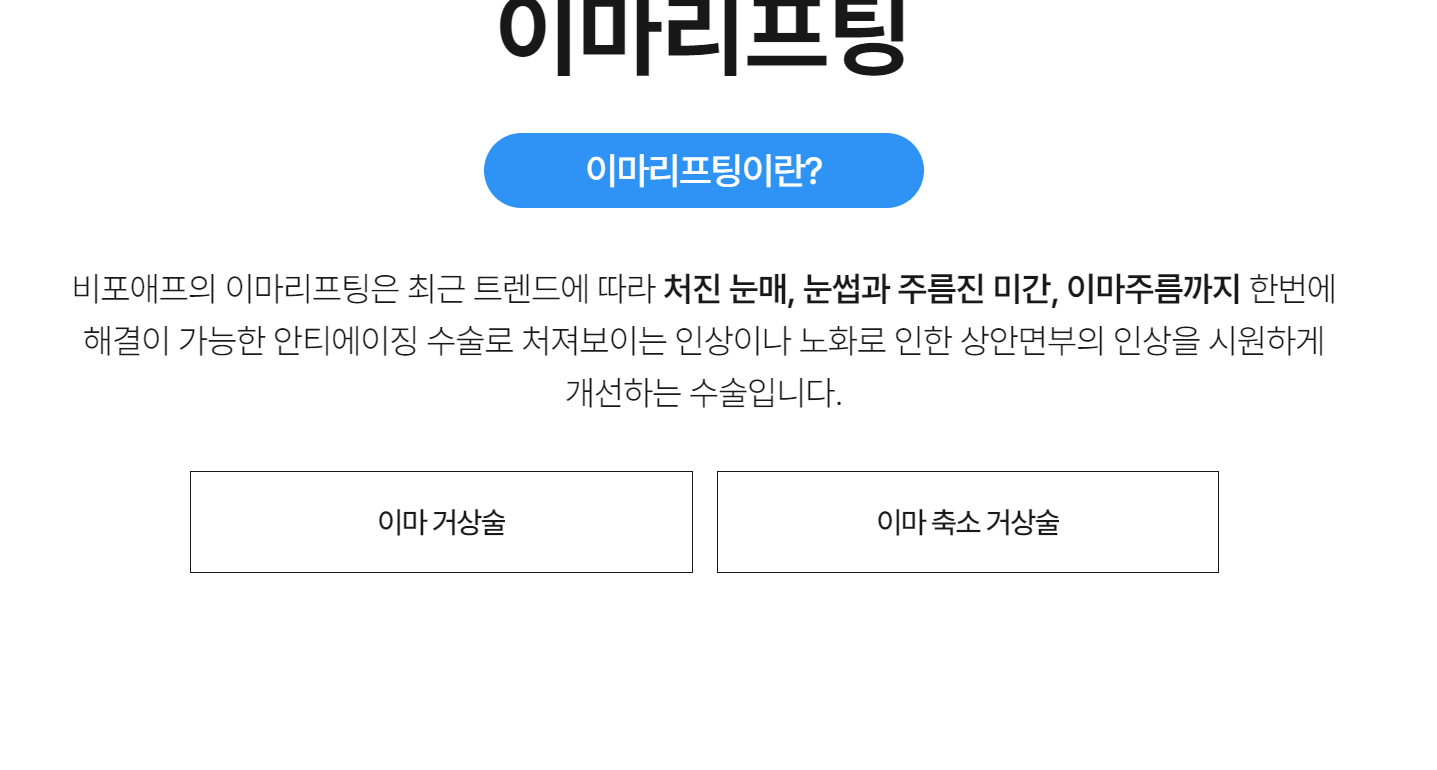 이마리프팅
이마리프팅이란?
비포애프의 이마리프팅은 최근 트렌드에 따라 처진 눈매, 눈썹과 주름진 미간, 이마주름까지 한번에
해결이 가능한 안티에이징 수술로 처져보이는 인상이나 노화로 인한 상안면부의 인상을 시원하게
개선하는 수술입니다.
이마 거상술
이마 축소 거상술